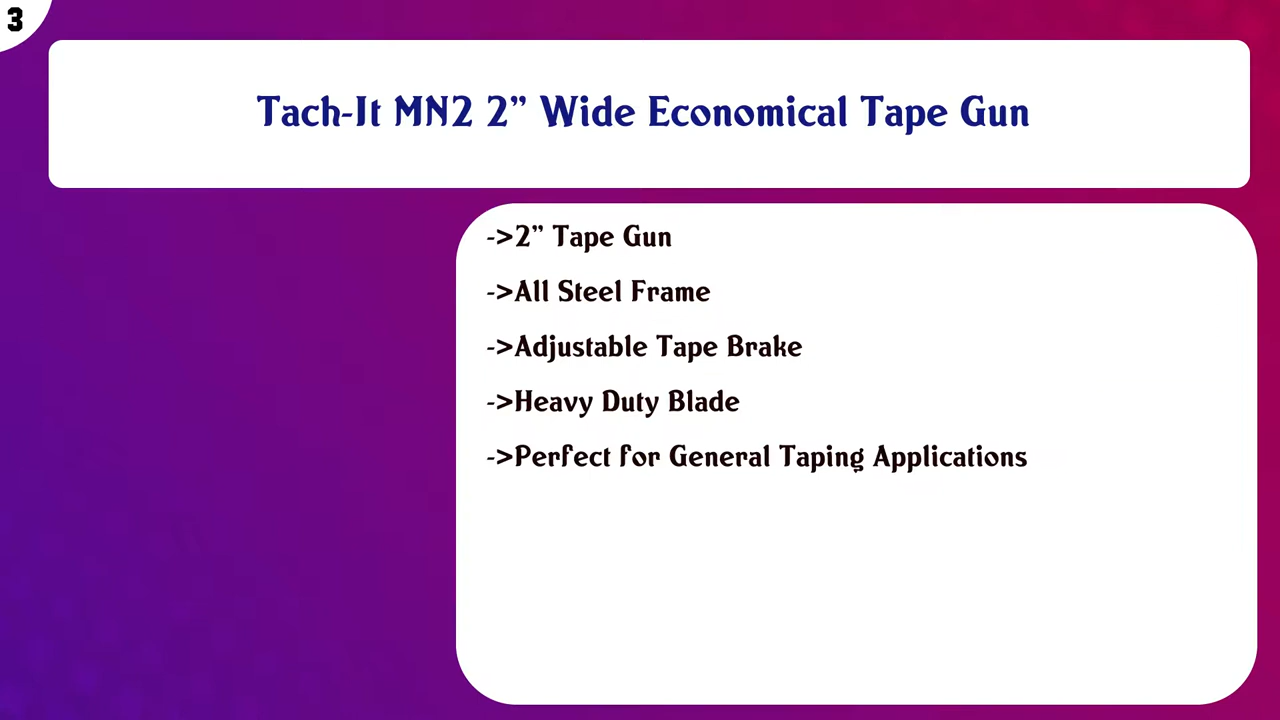 3
Tach-It MN2 2” Wide Economical Tape Gun
->2” Tape Gun
->All Steel Frame
->Adjustable Tape Brake
->Heavy Duty Blade
->Perfect for General Taping Applications